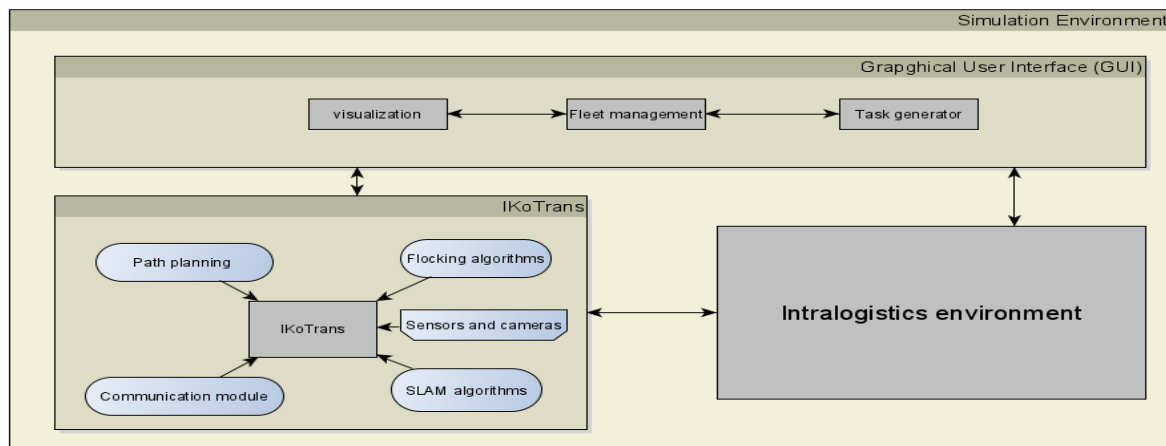 Simulation Environment
Grapghical User Interface (GUI)
visualization
Fleet management
Task generator
IKoTrans
Path planning
Flocking algorithms
IKoTrans
Sensors and cameras
Communication module
SLAM algorithms
Intralogistics environment